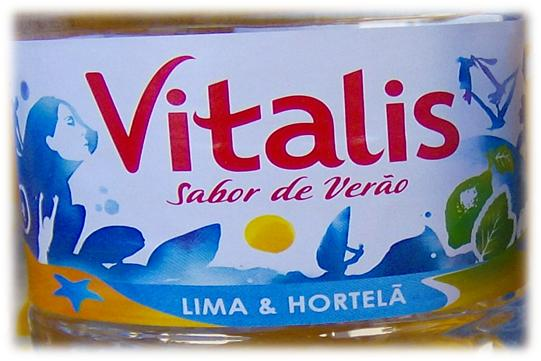 Vitalis
Sabor de Verão
LIMA & HORTELÃ